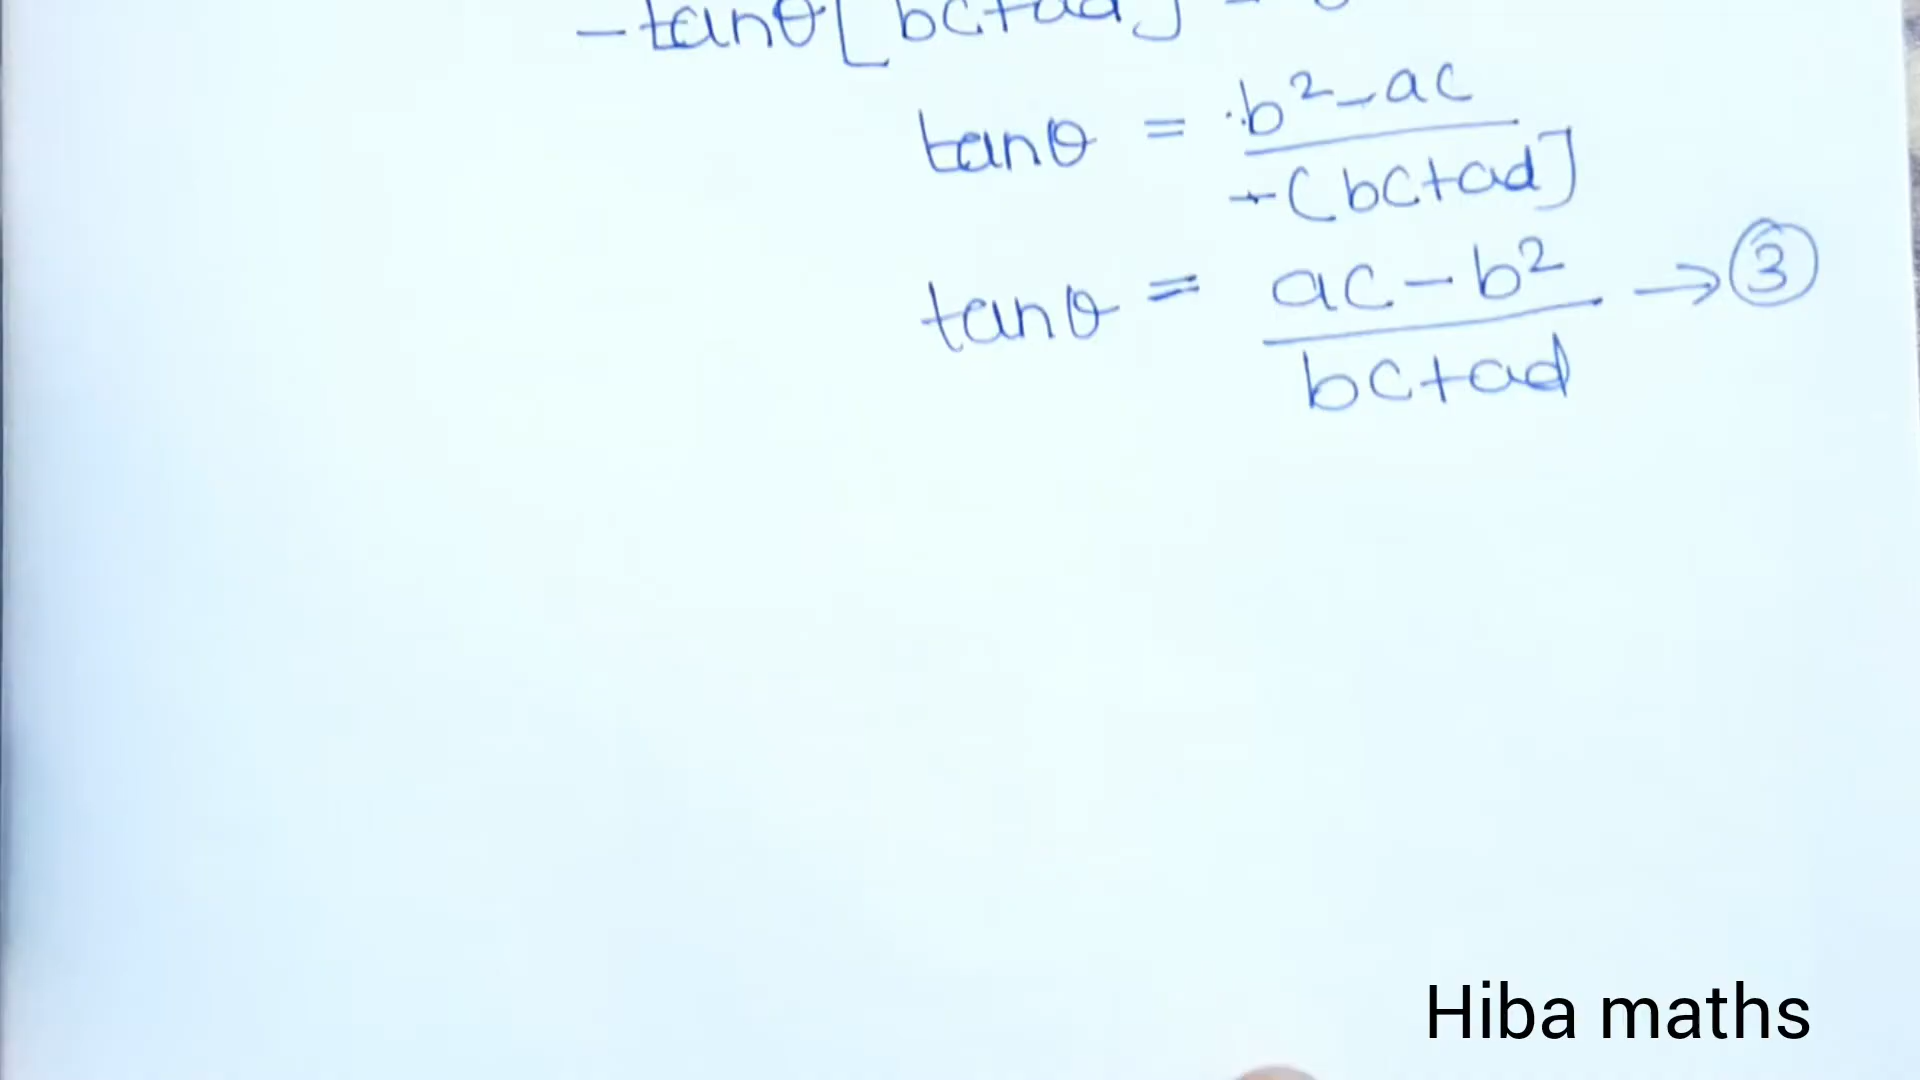 -tanθ[bc+ad]
tanθ = b²-ac / -[bc+ad]
tanθ = ac-b² / bc+ad → ③
Hiba maths